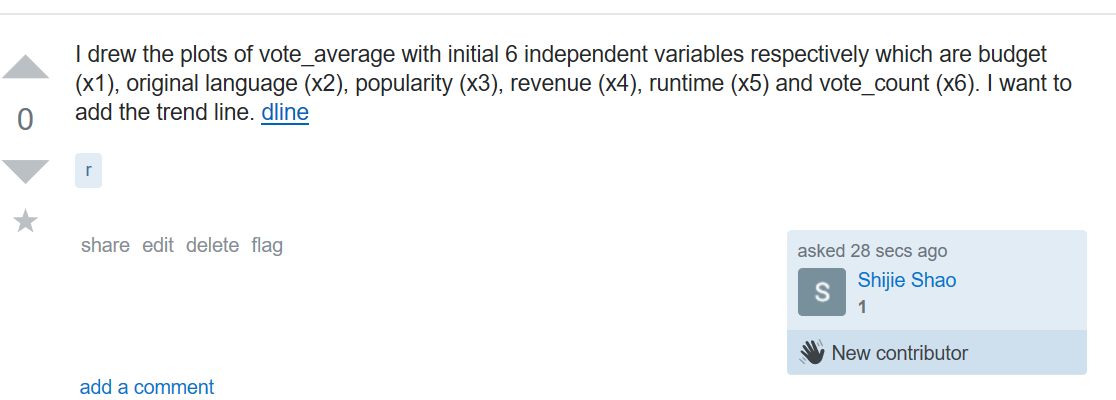 I drew the plots of vote_average with initial 6 independent variables respectively which are budget
(x1), original language (x2), popularity (x3), revenue (x4), runtime (x5) and vote_count (x6). I want to
add the trend line. dline
0
r
share edit delete flag
asked 28 secs ago
S
Shijie Shao
1
New contributor
add a comment